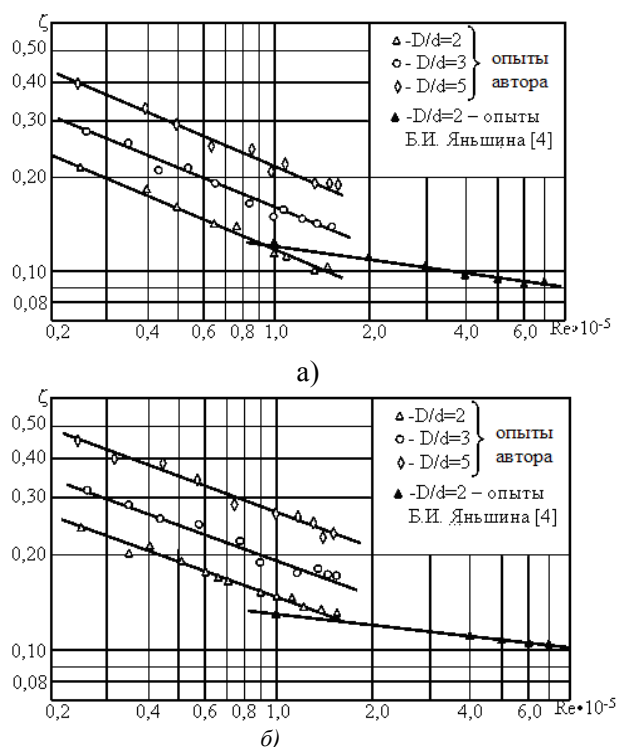 ζ
0,50
0,40
0,30
0,20
0,10
0,08
△ -D/d=2
○ - D/d=3
◊ - D/d=5
опыты
автора
▲ -D/d=2 – опыты
Б.И. Яньшина [4]
0,2 0,4 0,6 0,8 1,0 2,0 4,0 6,0 Re•10⁻⁵
а)
ζ
0,50
0,40
0,30
0,20
0,10
0,08
△ -D/d=2
○ - D/d=3
◊ - D/d=5
опыты
автора
▲ -D/d=2 – опыты
Б.И. Яньшина [4]
0,2 0,4 0,6 0,8 1,0 2,0 4,0 6,0 Re•10⁻⁵
б)